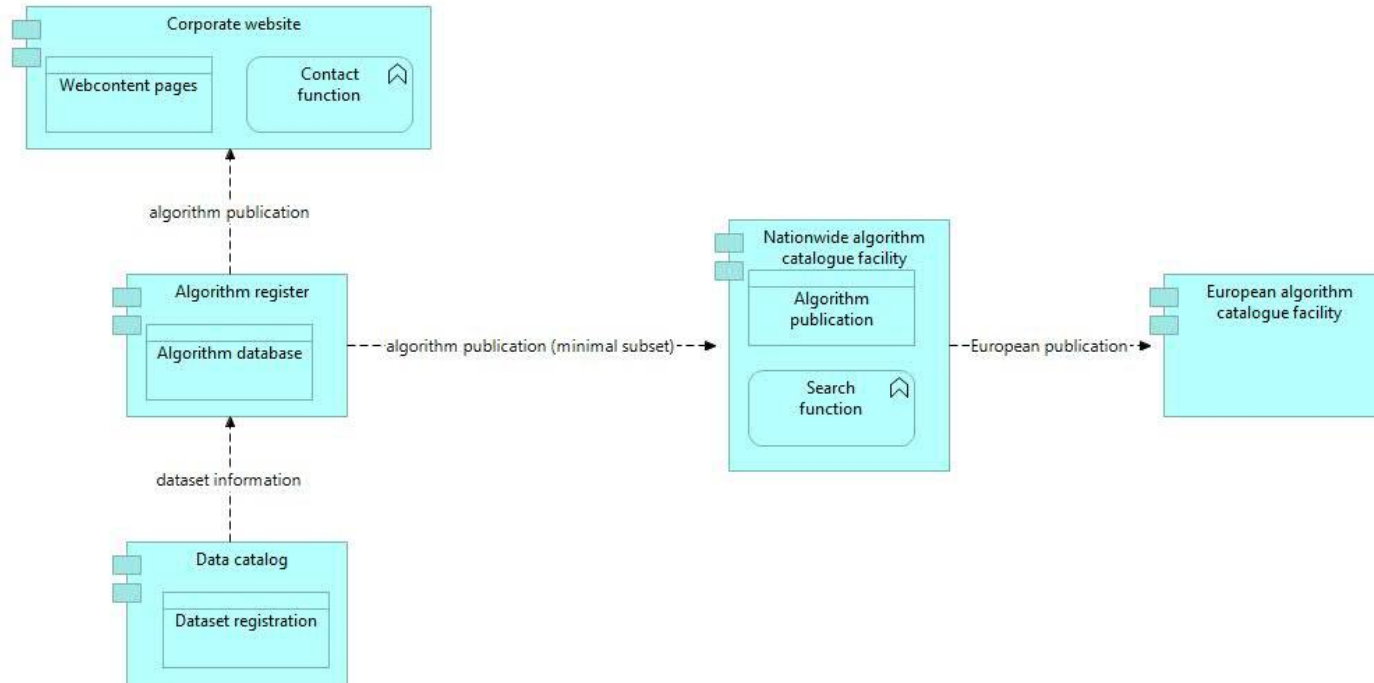 Corporate website
Webcontent pages
Contact
function
algorithm publication
Nationwide algorithm
catalogue facility
Algorithm
publication
Search
function
European algorithm
catalogue facility
Algorithm register
Algorithm database
algorithm publication (minimal subset)
European publication
dataset information
Data catalog
Dataset registration